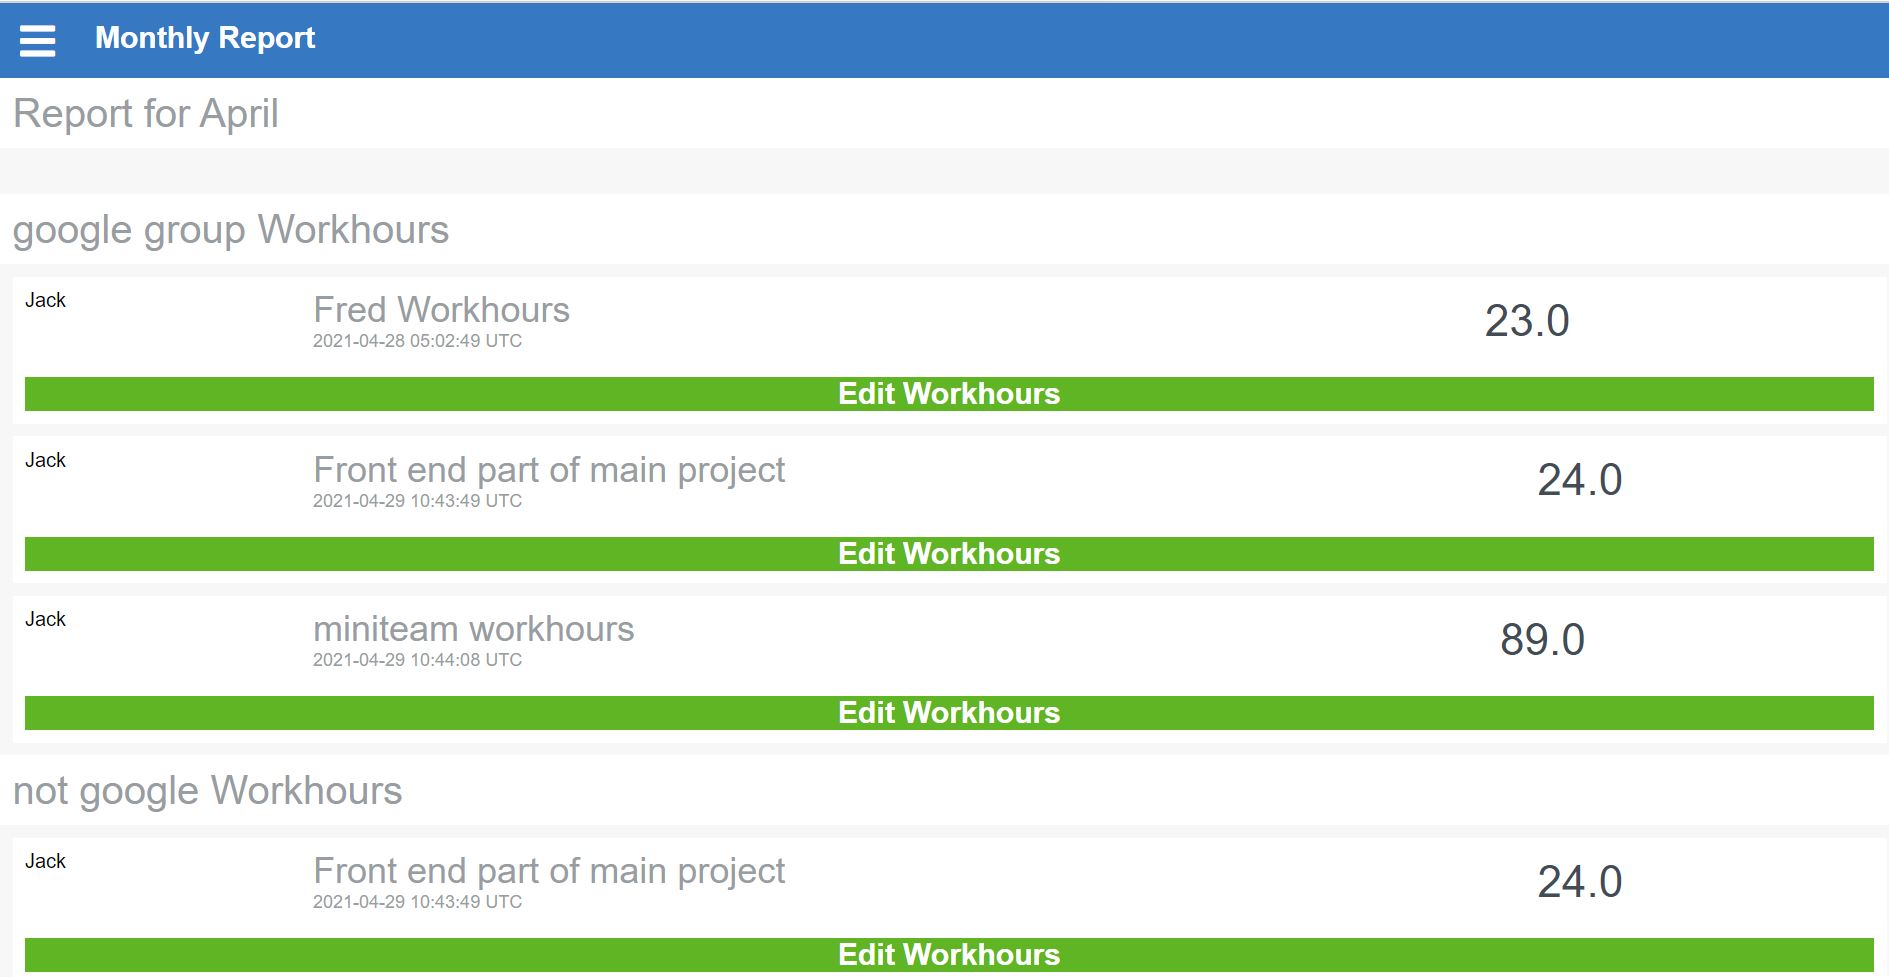 Monthly Report
Report for April
google group Workhours
Jack
Fred Workhours
23.0
2021-04-28 05:02:49 UTC
Edit Workhours
Jack
Front end part of main project
24.0
2021-04-29 10:43:49 UTC
Edit Workhours
Jack
miniteam workhours
89.0
2021-04-29 10:44:08 UTC
Edit Workhours
not google Workhours
Jack
Front end part of main project
24.0
2021-04-29 10:43:49 UTC
Edit Workhours